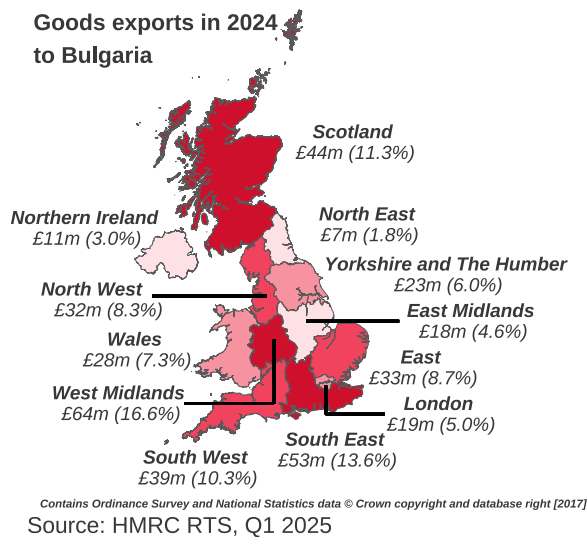 Goods exports in 2024
to Bulgaria
Scotland
£44m (11.3%)
Northern Ireland
£11m (3.0%)
North East
£7m (1.8%)
Yorkshire and The Humber
£23m (6.0%)
North West
£32m (8.3%)
East Midlands
£18m (4.6%)
Wales
£28m (7.3%)
East
£33m (8.7%)
West Midlands
£64m (16.6%)
London
£19m (5.0%)
South East
£53m (13.6%)
South West
£39m (10.3%)
Contains Ordinance Survey and National Statistics data © Crown copyright and database right [2017]
Source: HMRC RTS, Q1 2025